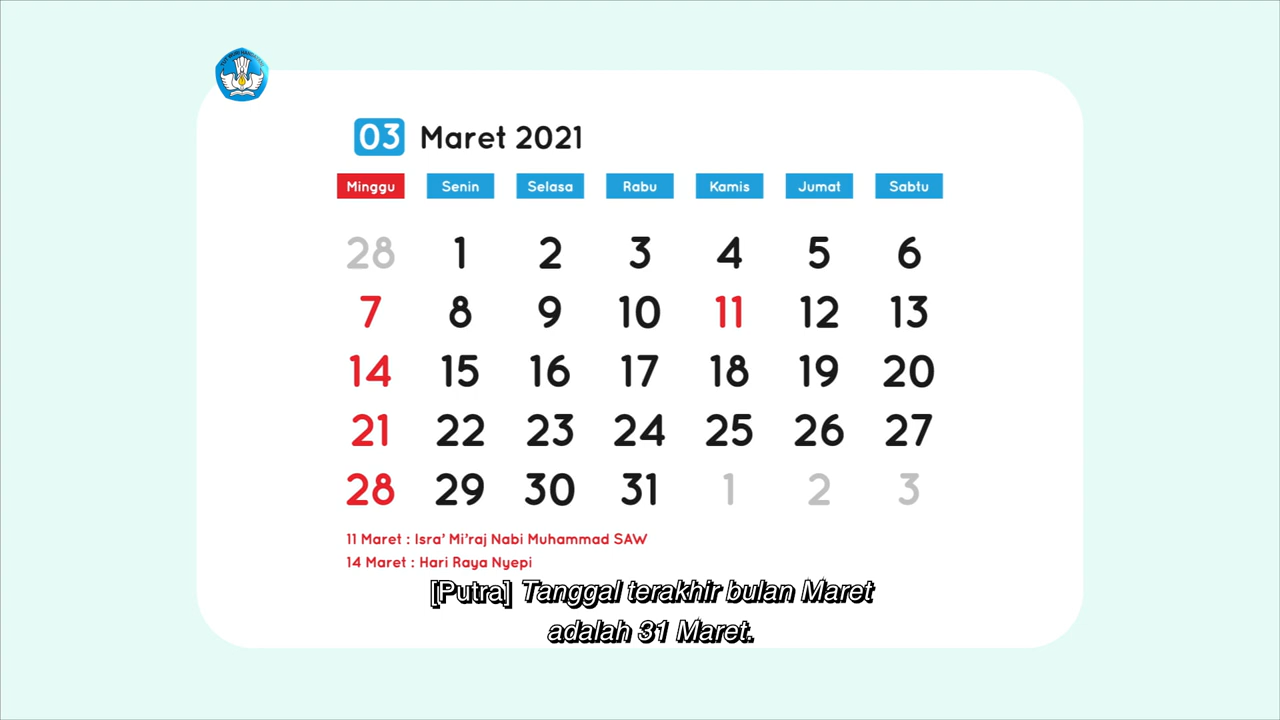 03 Maret 2021
Minggu Senin Selasa Rabu Kamis Jumat Sabtu
28 1 2 3 4 5 6
7 8 9 10 11 12 13
14 15 16 17 18 19 20
21 22 23 24 25 26 27
28 29 30 31 1 2 3
11 Maret : Isra' Mi'raj Nabi Muhammad SAW
14 Maret : Hari Raya Nyepi
[Putra] Tanggal terakhir bulan Maret
adalah 31 Maret.